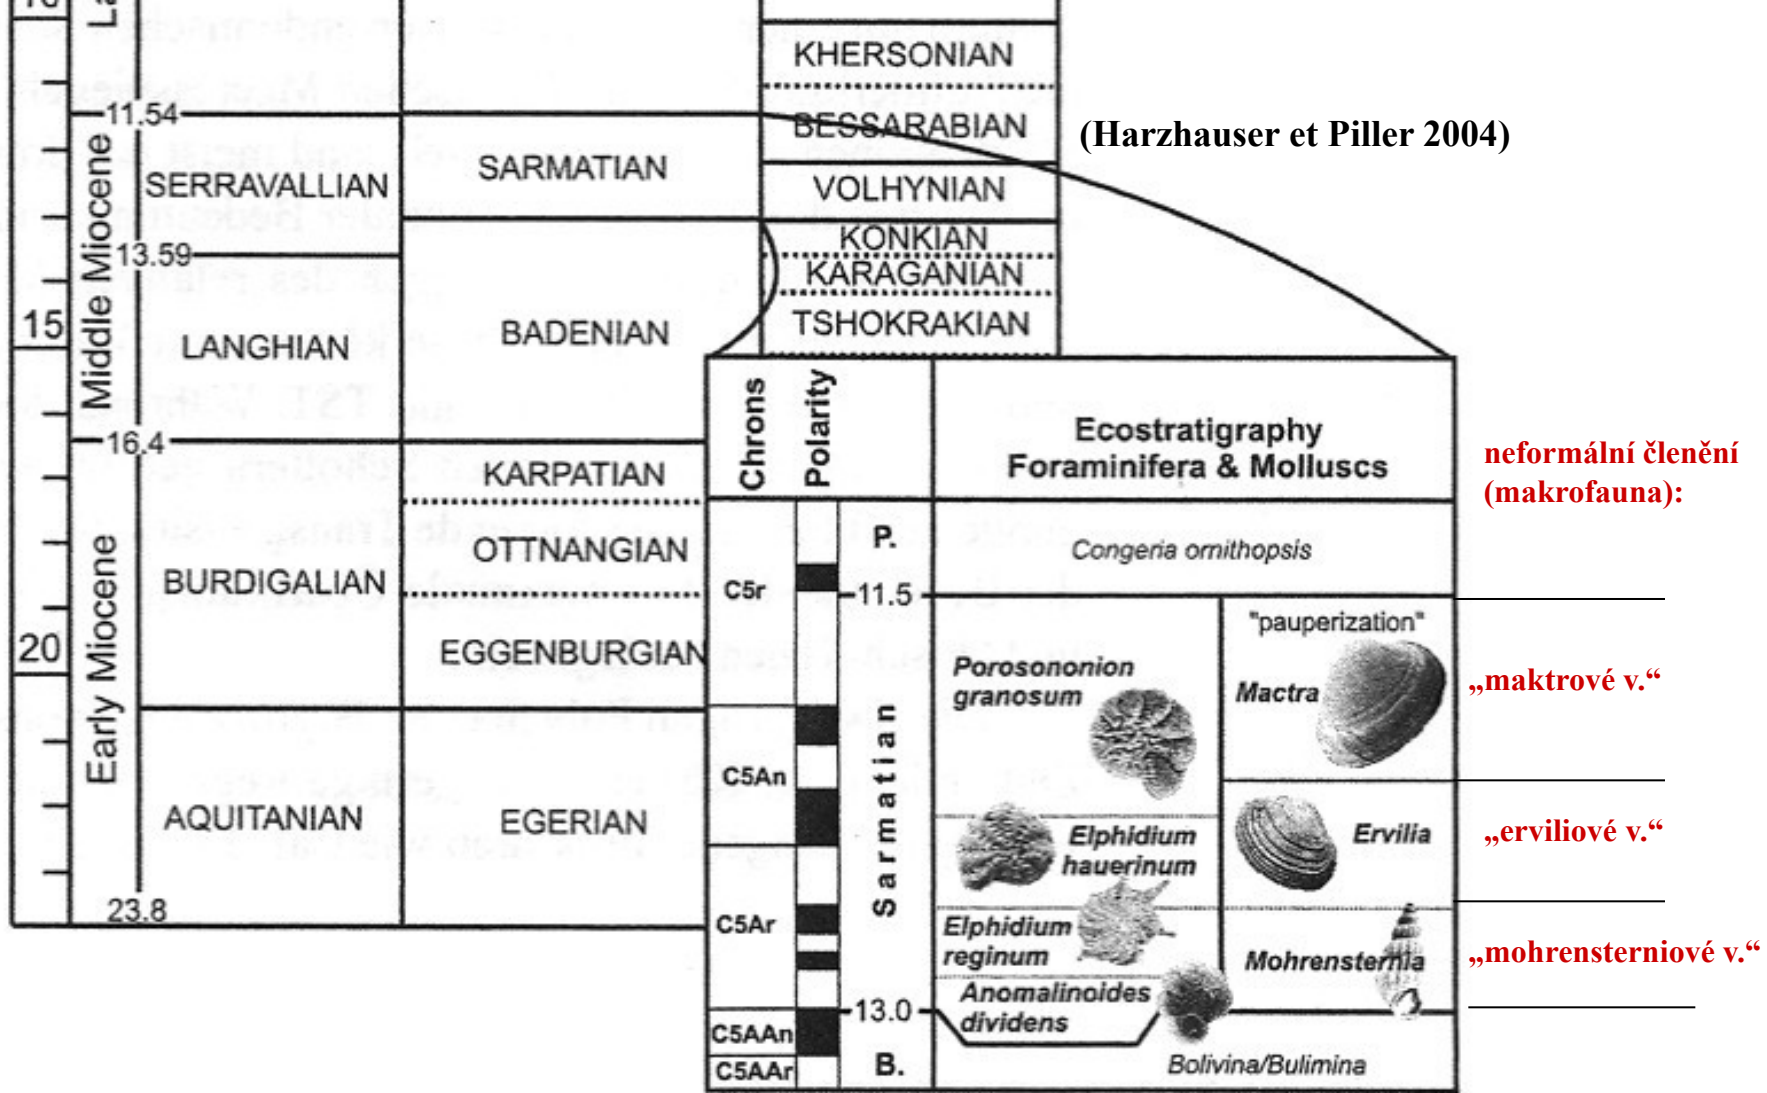 KHERSONIAN
11.54
BESSARABIAN
(Harzhauser et Piller 2004)
Middle Miocene
SERRAVALLIAN
SARMATIAN
VOLHYNIAN
KONKIAN
13.59
KARAGANIAN
15
LANGHIAN
BADENIAN
TSHOKRAKIAN
16.4
KARPATIAN
Early Miocene
BURDIGALIAN
OTTNANGIAN
20
EGGENBURGIAN
AQUITANIAN
EGERIAN
23.8
Chrons
Polarity
Ecostratigraphy
Foraminifera & Molluscs
neformální členění
(makrofauna):
P.
Congeria ornithopsis
C5r
11.5
"pauperization"
Porosononion
granosum
Mactra
„maktrové v.“
Sarmatian
C5An
Elphidium
hauerinum
Ervilia
„erviliové v.“
C5Ar
Elphidium
reginum
Mohrensternia
„mohrensterniové v.“
Anomalinoides
dividens
13.0
C5AAn
C5AAr
B.
Bolivina/Bulimina